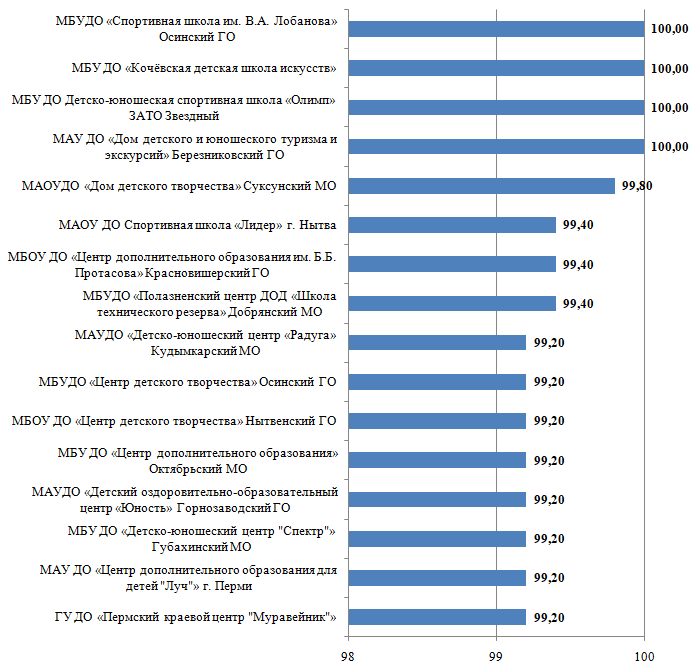 МБУДО «Спортивная школа им. В.А. Лобанова»
Осинский ГО
100,00
МБУ ДО «Кочёвская детская школа искусств»
100,00
МБУ ДО Детско-юношеская спортивная школа «Олимп»
ЗАТО Звездный
100,00
МАУ ДО «Дом детского и юношеского туризма и
экскурсий» Березниковский ГО
100,00
МАОУДО «Дом детского творчества» Суксунский МО
99,80
МАОУ ДО Спортивная школа «Лидер» г. Нытва
99,40
МБОУ ДО «Центр дополнительного образования им. Б.Б.
Протасова» Красновишерский ГО
99,40
МБУДО «Полазненский центр ДОД «Школа
технического резерва» Добрянский МО
99,40
МАУДО «Детско-юношеский центр «Радуга»
Кудымкарский МО
99,20
МБУДО «Центр детского творчества» Осинский ГО
99,20
МБОУ ДО «Центр детского творчества» Нытвенский ГО
99,20
МБУ ДО «Центр дополнительного образования»
Октябрьский МО
99,20
МАУДО «Детский оздоровительно-образовательный
центр «Юность» Горнозаводский ГО
99,20
МБУ ДО «Детско-юношеский центр "Спектр"»
Губахинский МО
99,20
МАУ ДО «Центр дополнительного образования для
детей "Луч"» г. Перми
99,20
ГУ ДО «Пермский краевой центр "Муравейник"»
99,20
98 99 100